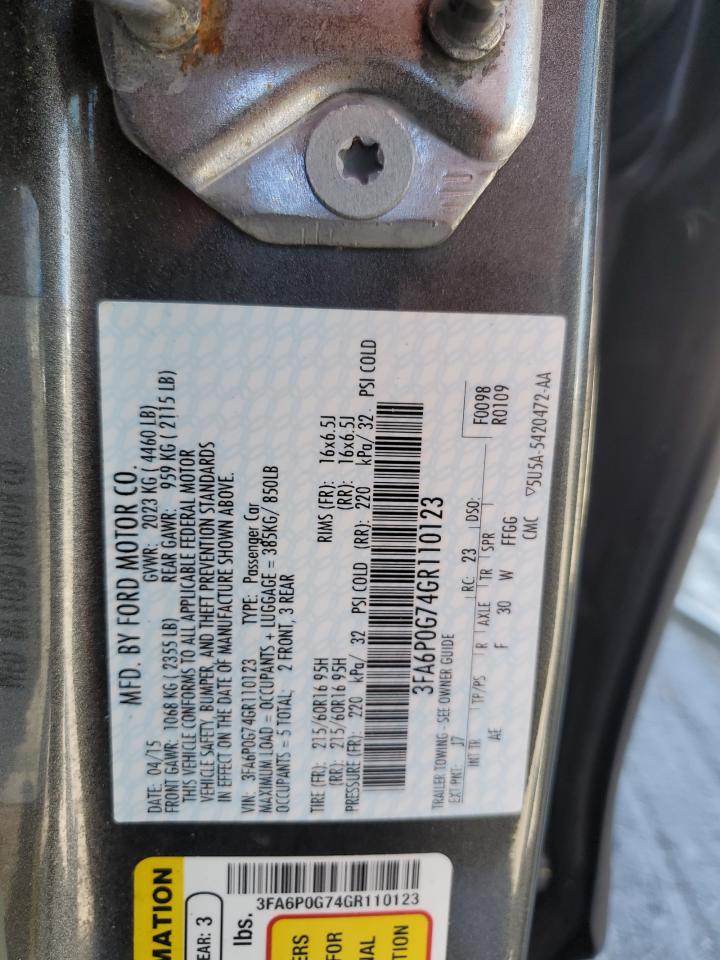 MFD. BY FORD MOTOR CO.
DATE: 04/15 GVWR: 2023 KG ( 4460 LB)
FRONT GAWR: 1068 KG ( 2355 LB) REAR GAWR: 959 KG ( 2115 LB)
THIS VEHICLE CONFORMS TO ALL APPLICABLE FEDERAL MOTOR
VEHICLE SAFETY, BUMPER, AND THEFT PREVENTION STANDARDS
IN EFFECT ON THE DATE OF MANUFACTURE SHOWN ABOVE.
VIN: 3FA6P0G74GR110123 TYPE: Passenger Car
MAXIMUM LOAD = OCCUPANTS + LUGGAGE = 385KG/ 850LB
OCCUPANTS = 5 TOTAL; 2 FRONT, 3 REAR
TIRE (FR): 215/60R16 95H RIMS (FR): 16x6.5J
(RR): 215/60R16 95H (RR): 16x6.5J
PRESSURE (FR): 220 kPa/ 32 PSI COLD (RR): 220 kPa/ 32 PSI COLD
3FA6P0G74GR110123
TRAILER TOWING - SEE OWNER GUIDE
F0098
EXT PNT: J7 RC: 23 DSO: R0109
INT TR TP/PS R AXLE TR SPR
AE F 30 W FFGG
CMC ▽5U5A-5420472-AA
MATION
EAR: 3
lbs.
3FA6P0G74GR110123
ERS
FOR
NAL
TION